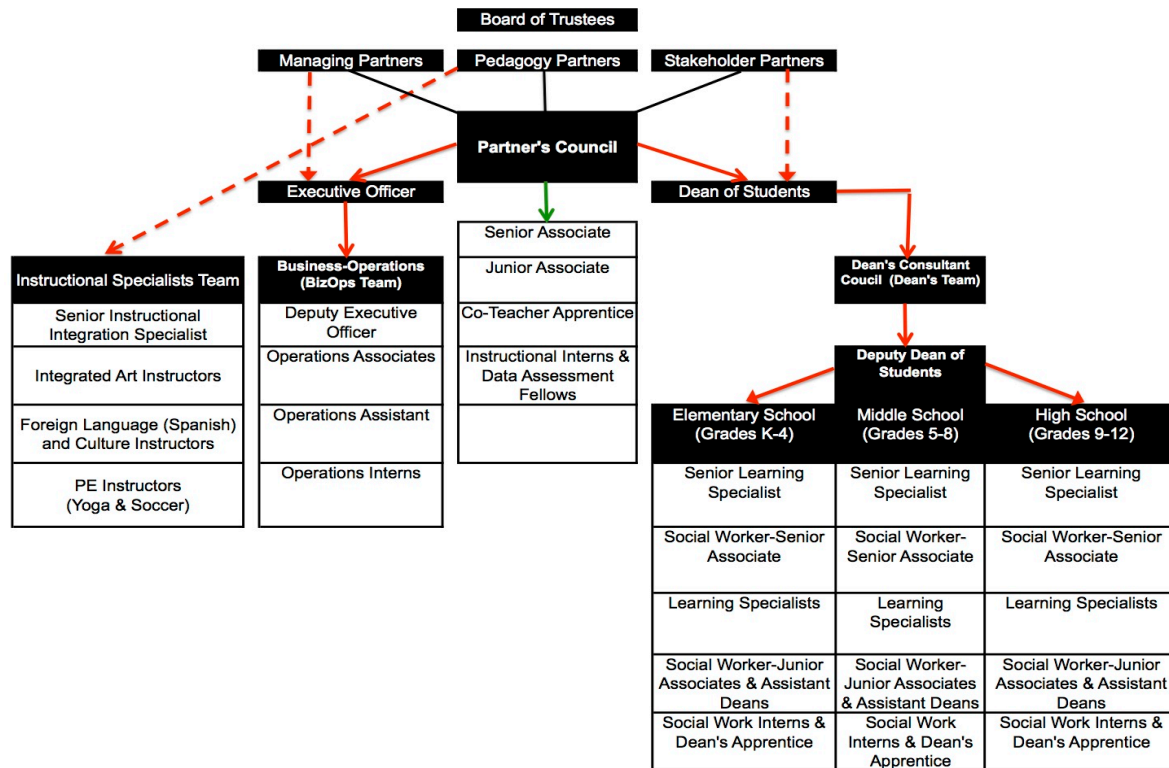 Board of Trustees
Managing Partners
Pedagogy Partners
Stakeholder Partners
Partner's Council
Executive Officer
Dean of Students
Instructional Specialists Team
Senior Instructional
Integration Specialist
Integrated Art Instructors
Foreign Language (Spanish)
and Culture Instructors
PE Instructors
(Yoga & Soccer)
Business-Operations
(BizOps Team)
Deputy Executive
Officer
Operations Associates
Operations Assistant
Operations Interns
Senior Associate
Junior Associate
Co-Teacher Apprentice
Instructional Interns &
Data Assessment
Fellows
Dean's Consultant
Coucil (Dean's Team)
Deputy Dean of
Students
Elementary School
(Grades K-4)
Senior Learning
Specialist
Social Worker-Senior
Associate
Learning Specialists
Social Worker-Junior
Associates & Assistant
Deans
Social Work Interns &
Dean's Apprentice
Middle School
(Grades 5-8)
Senior Learning
Specialist
Social Worker-
Senior Associate
Learning
Specialists
Social Worker-
Junior Associates
& Assistant Deans
Social Work
Interns & Dean's
Apprentice
High School
(Grades 9-12)
Senior Learning
Specialist
Social Worker-Senior
Associate
Learning Specialists
Social Worker-Junior
Associates & Assistant
Deans
Social Work Interns &
Dean's Apprentice